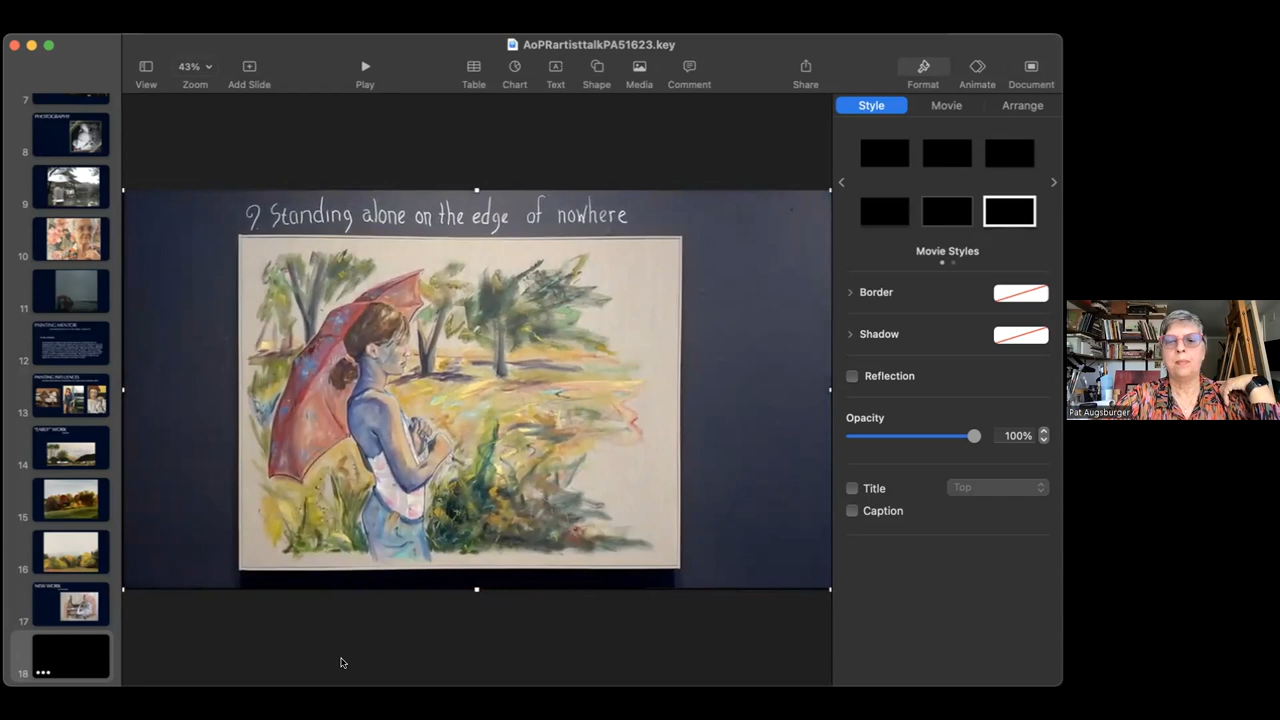 AoPRartisttalkPA51623.key
View
43%
Zoom
Add Slide
Play
Table
Chart
Text
Shape
Media
Comment
Share
Format
Animate
Document
7
PHOTOGRAPHY
8
9
10
11
PAINTING MENTOR
12
PAINTING INFLUENCES
13
"EARLY" WORK
14
15
16
NEW WORK
17
18
? Standing alone on the edge of nowhere
Style
Movie
Arrange
Movie Styles
Border
Shadow
Reflection
Opacity
100%
Title
Top
Caption
Pat Augsburger